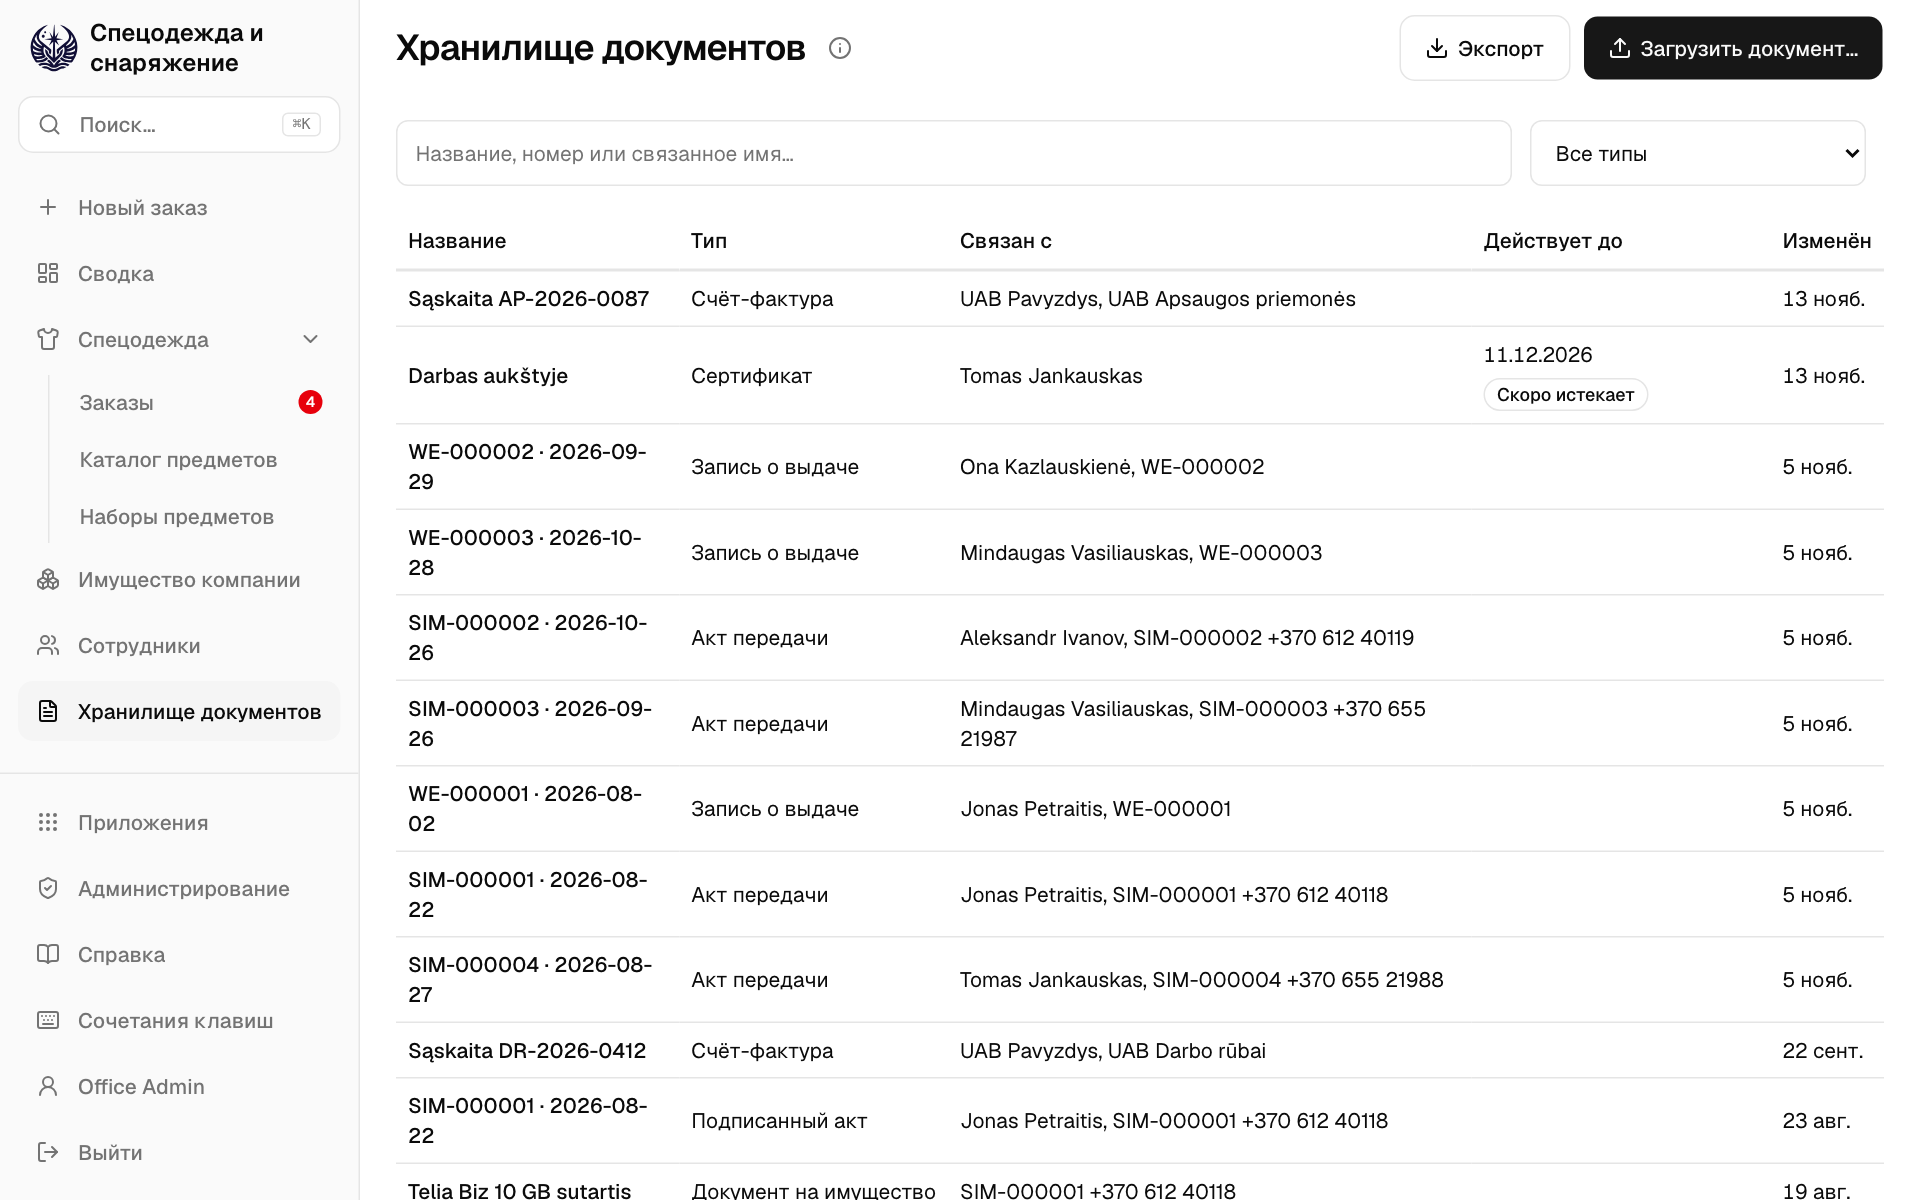 Спецодежда и
снаряжение
Поиск...
⌘K
Новый заказ
Сводка
Спецодежда
Заказы
4
Каталог предметов
Наборы предметов
Имущество компании
Сотрудники
Хранилище документов
Приложения
Администрирование
Справка
Сочетания клавиш
Office Admin
Выйти
Хранилище документов
Экспорт
Загрузить документ...
Название, номер или связанное имя...
Все типы
Название Тип Связан с Действует до Изменён
Sąskaita AP-2026-0087 Счёт-фактура UAB Pavyzdys, UAB Apsaugos priemonės 13 нояб.
Darbas aukštyje Сертификат Tomas Jankauskas 11.12.2026 13 нояб.
Скоро истекает
WE-000002 · 2026-09-
29 Запись о выдаче Ona Kazlauskienė, WE-000002 5 нояб.
WE-000003 · 2026-10-
28 Запись о выдаче Mindaugas Vasiliauskas, WE-000003 5 нояб.
SIM-000002 · 2026-10-
26 Акт передачи Aleksandr Ivanov, SIM-000002 +370 612 40119 5 нояб.
SIM-000003 · 2026-09-
26 Акт передачи Mindaugas Vasiliauskas, SIM-000003 +370 655
21987 5 нояб.
WE-000001 · 2026-08-
02 Запись о выдаче Jonas Petraitis, WE-000001 5 нояб.
SIM-000001 · 2026-08-
22 Акт передачи Jonas Petraitis, SIM-000001 +370 612 40118 5 нояб.
SIM-000004 · 2026-08-
27 Акт передачи Tomas Jankauskas, SIM-000004 +370 655 21988 5 нояб.
Sąskaita DR-2026-0412 Счёт-фактура UAB Pavyzdys, UAB Darbo rūbai 22 сент.
SIM-000001 · 2026-08-
22 Подписанный акт Jonas Petraitis, SIM-000001 +370 612 40118 23 авг.
Telia Biz 10 GB sutartis Документ на имущество SIM-000001 +370 612 40118 19 авг.